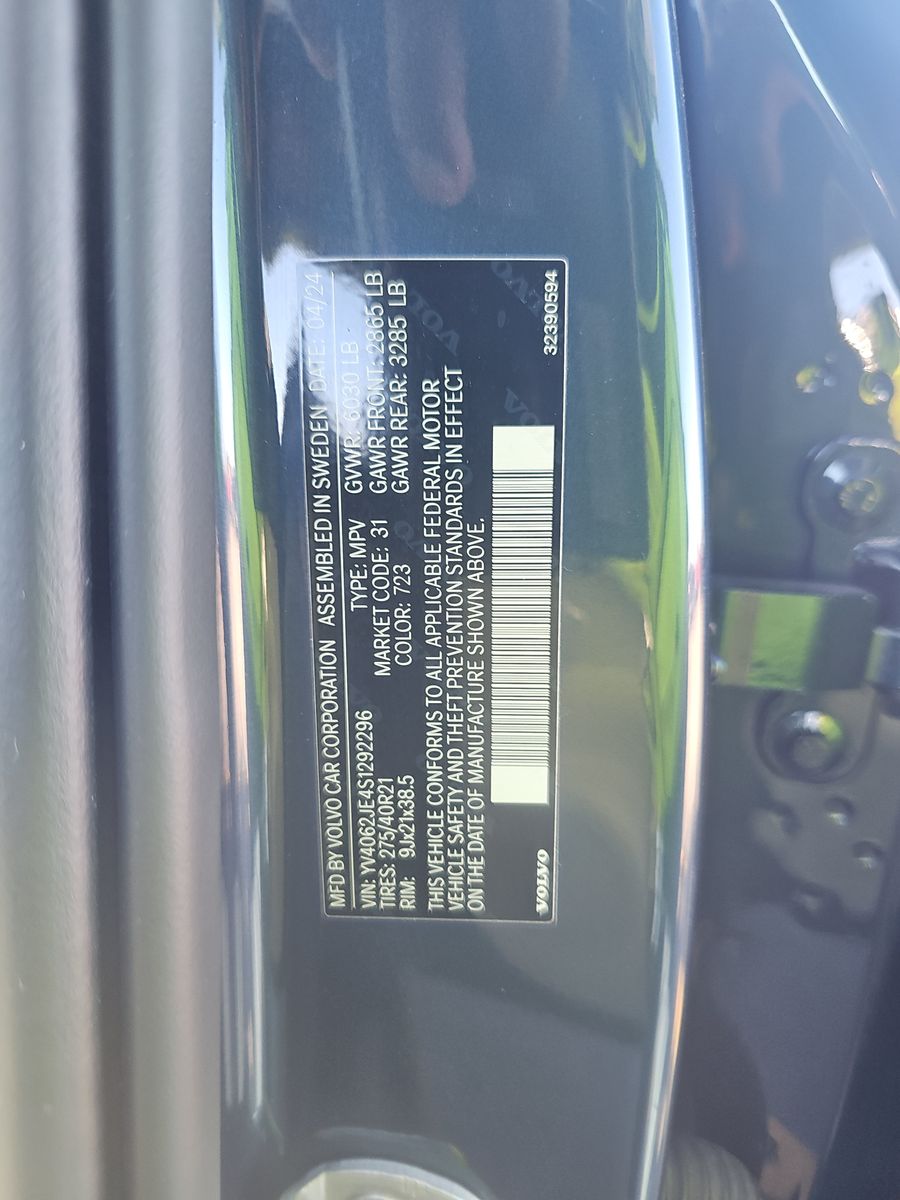 MFD BY VOLVO CAR CORPORATION ASSEMBLED IN SWEDEN DATE: 04/24
VIN: YV4062JE4S1292296 TYPE: MPV GVWR: 6030 LB
TIRES: 275/40R21 MARKET CODE: 31 GAWR FRONT: 2865 LB
RIM: 9Jx21x38.5 COLOR: 723 GAWR REAR: 3285 LB
THIS VEHICLE CONFORMS TO ALL APPLICABLE FEDERAL MOTOR
VEHICLE SAFETY AND THEFT PREVENTION STANDARDS IN EFFECT
ON THE DATE OF MANUFACTURE SHOWN ABOVE.
VOLVO 32390594